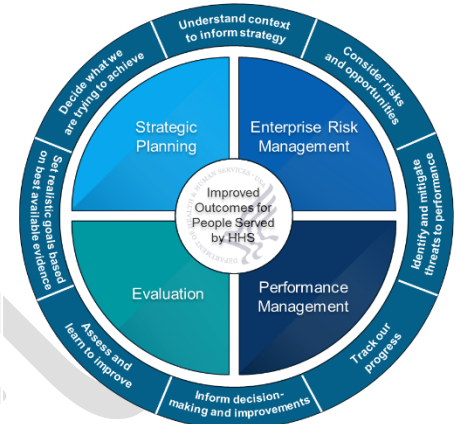 Understand context
to inform strategy
Consider risks
and opportunities
Identify and mitigate
threats to performance
Track our
progress
Inform decision-
making and improvements
Assess and
learn to improve
Set realistic goals based
on best available evidence
Decide what we
are trying to achieve
Strategic
Planning
Enterprise Risk
Management
Improved
Outcomes for
People Served
by HHS
Evaluation
Performance
Management